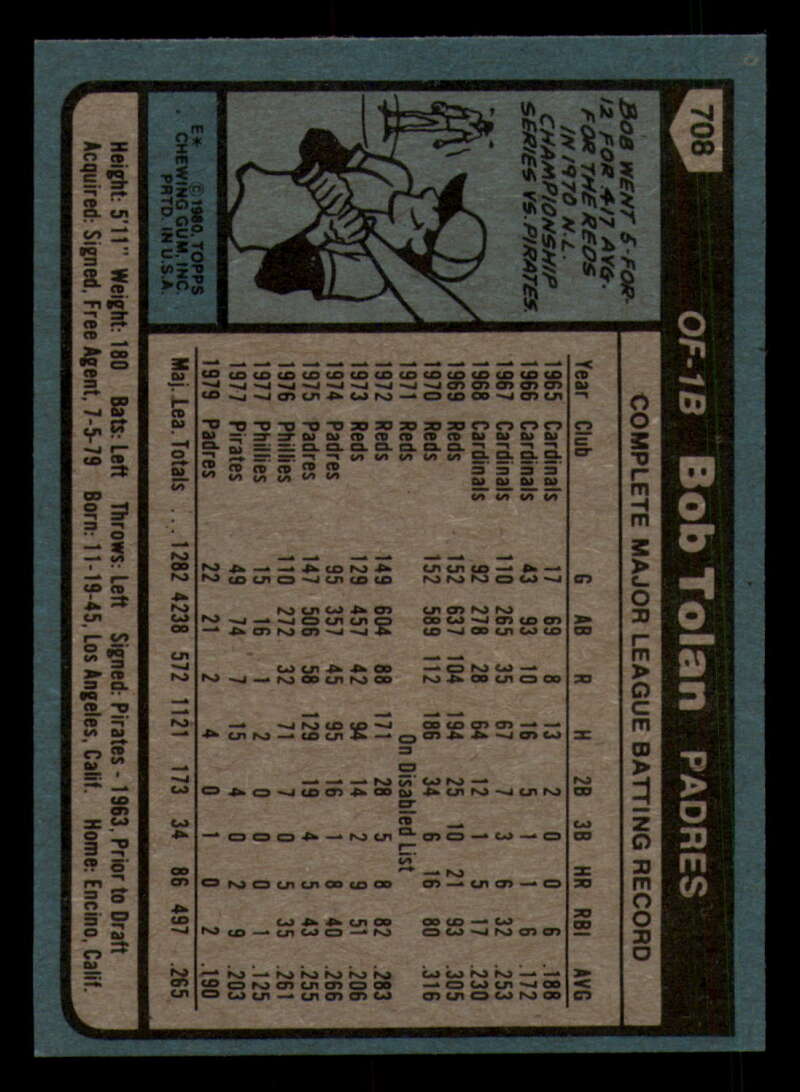 708 OF-1B Bob Tolan PADRES
BOB WENT 5-FOR-
12 FOR .417 AVG.
FOR THE REDS
IN 1970 N.L.
CHAMPIONSHIP
SERIES VS. PIRATES.
E* © 1980, TOPPS
CHEWING GUM, INC.
PRTD. IN U.S.A.
COMPLETE MAJOR LEAGUE BATTING RECORD
Year Club G AB R H 2B 3B HR RBI AVG
1965 Cardinals 17 69 8 13 2 0 0 6 .188
1966 Cardinals 43 93 10 16 5 1 1 6 .172
1967 Cardinals 110 265 35 67 7 3 6 32 .253
1968 Cardinals 92 278 28 64 12 1 5 17 .230
1969 Reds 152 637 104 194 25 10 21 93 .305
1970 Reds 152 589 112 186 34 6 16 80 .316
1971 Reds On Disabled List
1972 Reds 149 604 88 171 28 5 8 82 .283
1973 Reds 129 457 42 94 14 2 9 51 .206
1974 Padres 95 357 45 95 16 1 8 40 .266
1975 Padres 147 506 58 129 19 4 5 43 .255
1976 Phillies 110 272 32 71 7 0 5 35 .261
1977 Phillies 15 16 1 2 0 0 0 1 .125
1977 Pirates 49 74 7 15 4 0 2 9 .203
1979 Padres 22 21 2 4 0 1 0 2 .190
Maj. Lea. Totals ... 1282 4238 572 1121 173 34 86 497 .265
Height: 5'11" Weight: 180 Bats: Left Throws: Left Signed: Pirates - 1963, Prior to Draft
Acquired: Signed, Free Agent, 7-5-79 Born: 11-19-45, Los Angeles, Calif. Home: Encino, Calif.